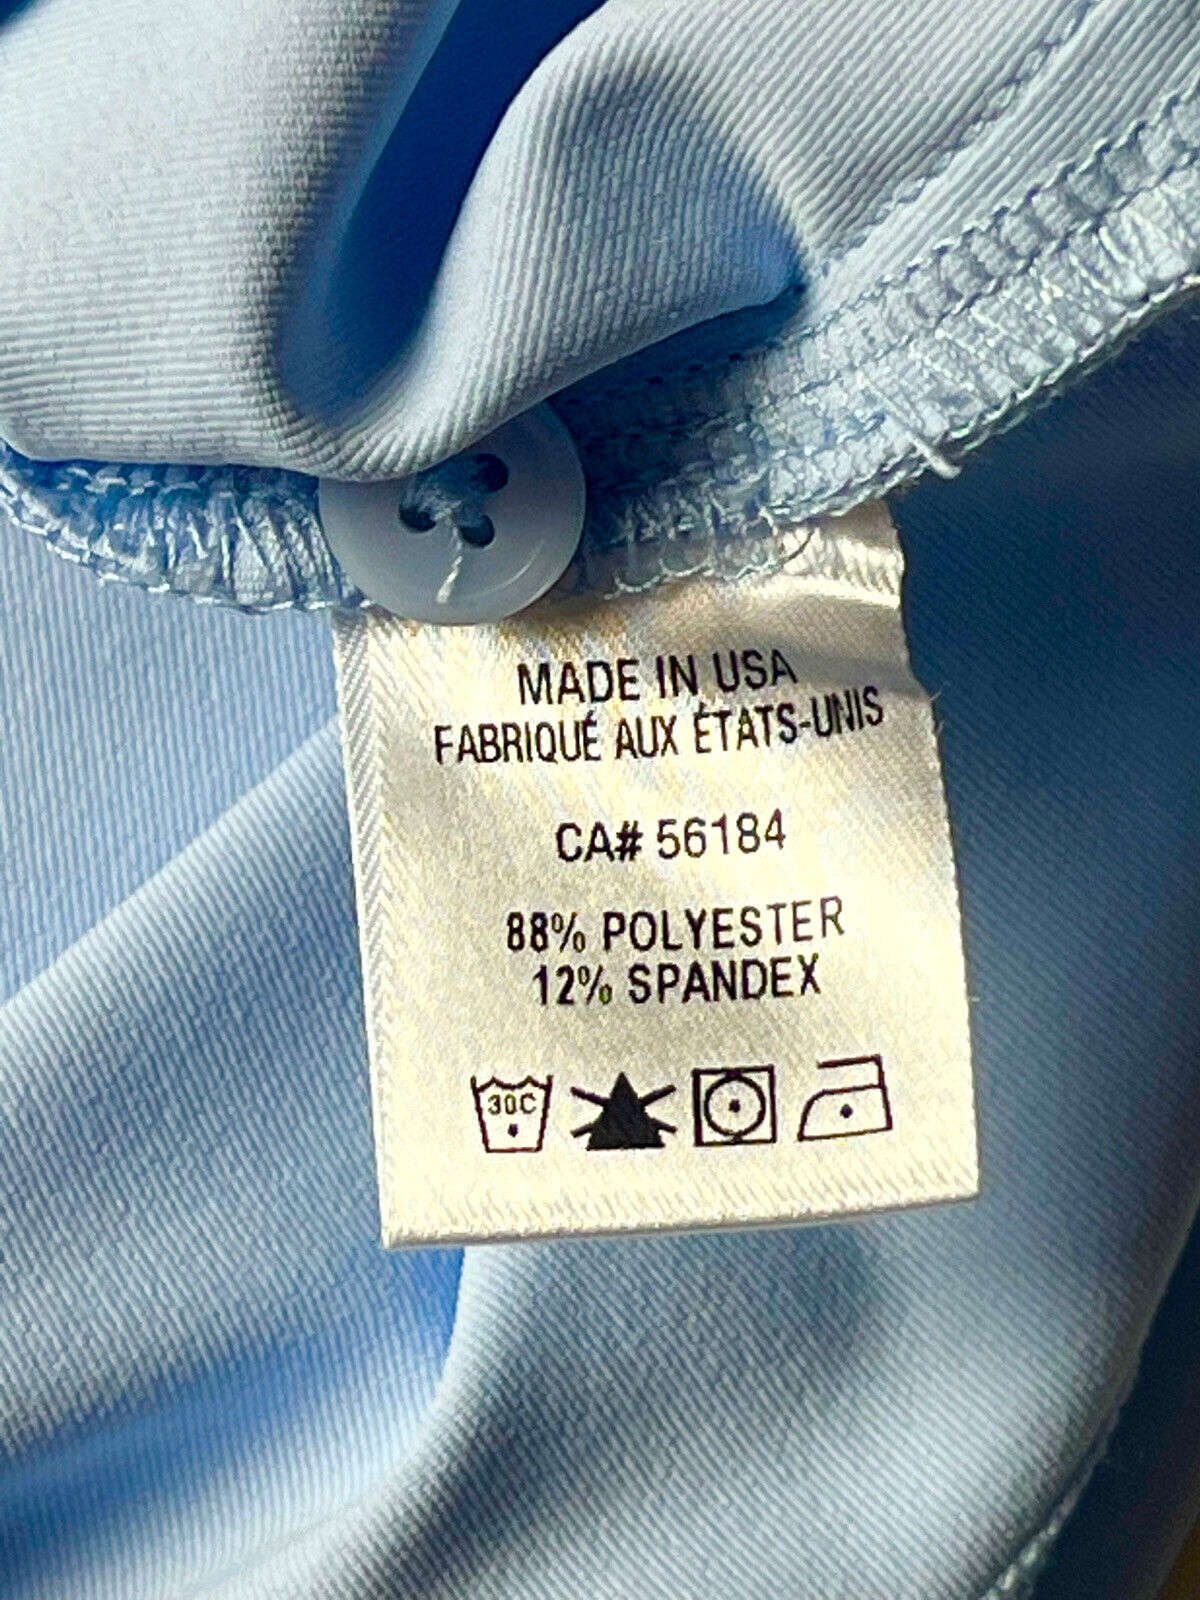 MADE IN USA
FABRIQUÉ AUX ÉTATS-UNIS
CA# 56184
88% POLYESTER
12% SPANDEX
30C